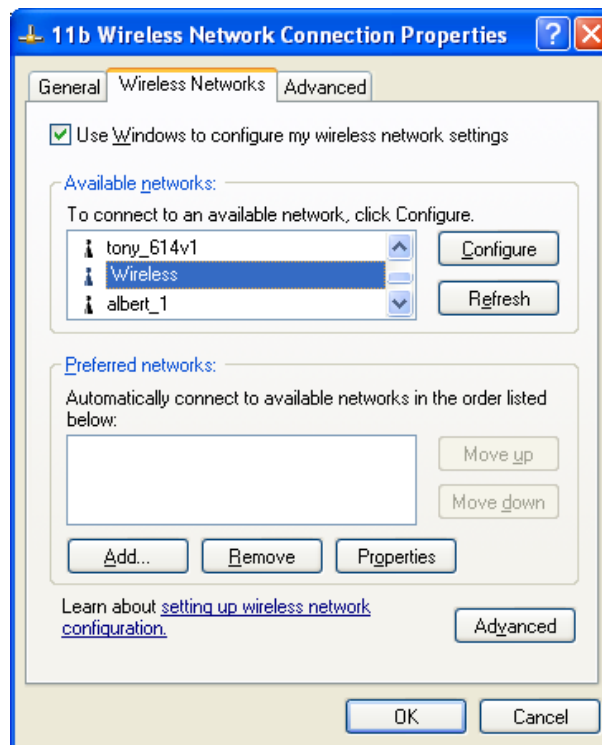 11b Wireless Network Connection Properties
General Wireless Networks Advanced
Use Windows to configure my wireless network settings
Available networks:
To connect to an available network, click Configure.
tony_614v1
Wireless
albert_1
Configure
Refresh
Preferred networks:
Automatically connect to available networks in the order listed
below:
Move up
Move down
Add... Remove Properties
Learn about setting up wireless network
configuration.
Advanced
OK Cancel